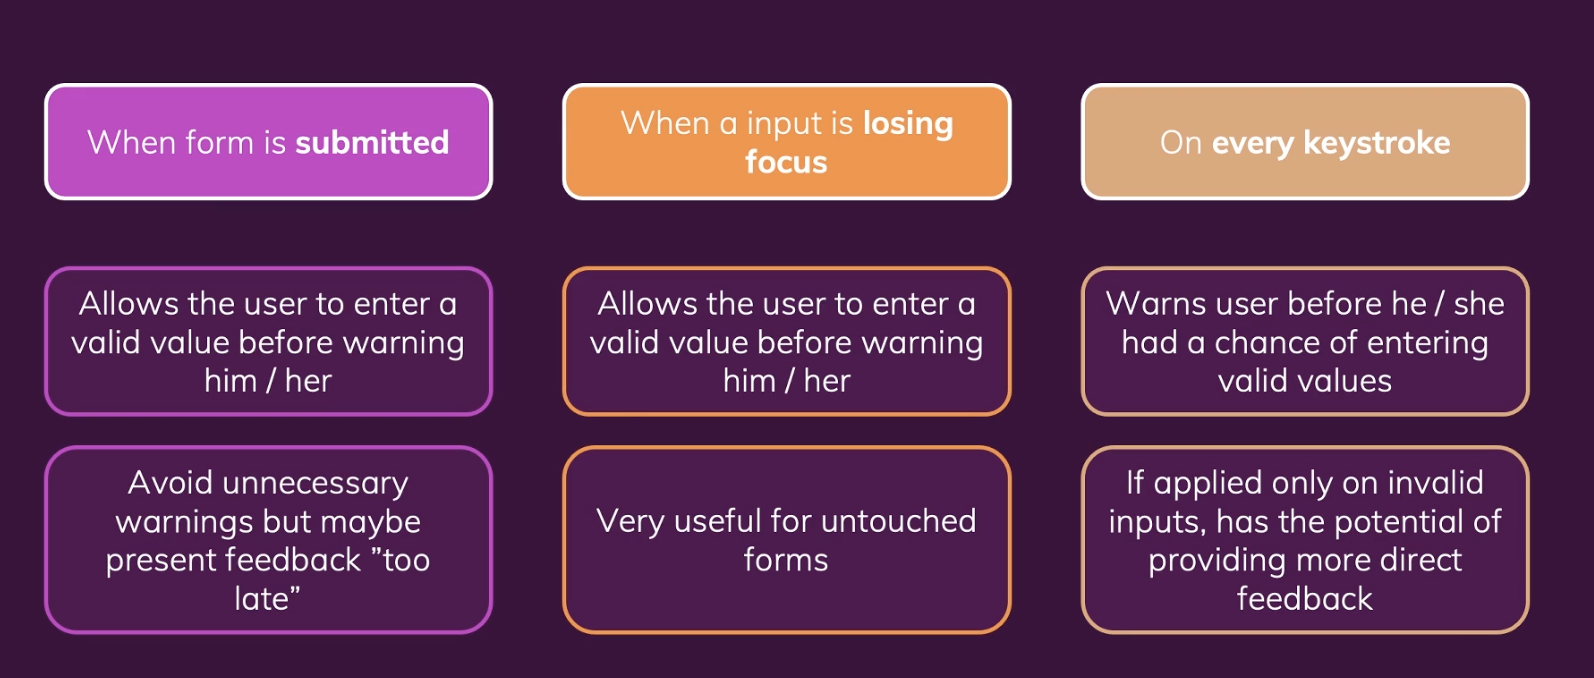 When form is submitted
When a input is losing
focus
On every keystroke
Allows the user to enter a
valid value before warning
him / her
Allows the user to enter a
valid value before warning
him / her
Warns user before he / she
had a chance of entering
valid values
Avoid unnecessary
warnings but maybe
present feedback ”too
late”
Very useful for untouched
forms
If applied only on invalid
inputs, has the potential of
providing more direct
feedback